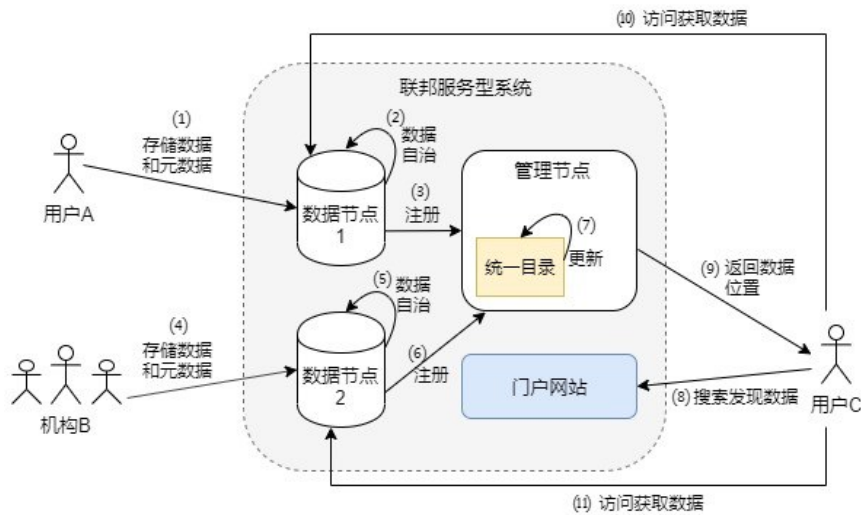 (10) 访问获取数据
联邦服务型系统
(1)
存储数据
和元数据
用户A
(2) 数据
自治
数据节点
1
(3)
注册
管理节点
(7)
更新
统一目录
(9) 返回数据
位置
(4)
存储数据
和元数据
机构B
(5) 数据
自治
数据节点
2
(6)
注册
门户网站
(8) 搜索发现数据
用户C
(11) 访问获取数据